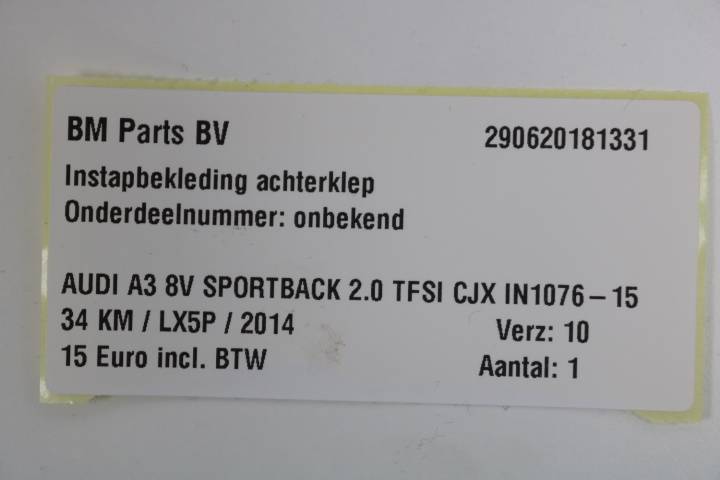 BM Parts BV 290620181331
Instapbekleding achterklep
Onderdeelnummer: onbekend
AUDI A3 8V SPORTBACK 2.0 TFSI CJX IN1076-15
34 KM / LX5P / 2014 Verz: 10
15 Euro incl. BTW Aantal: 1